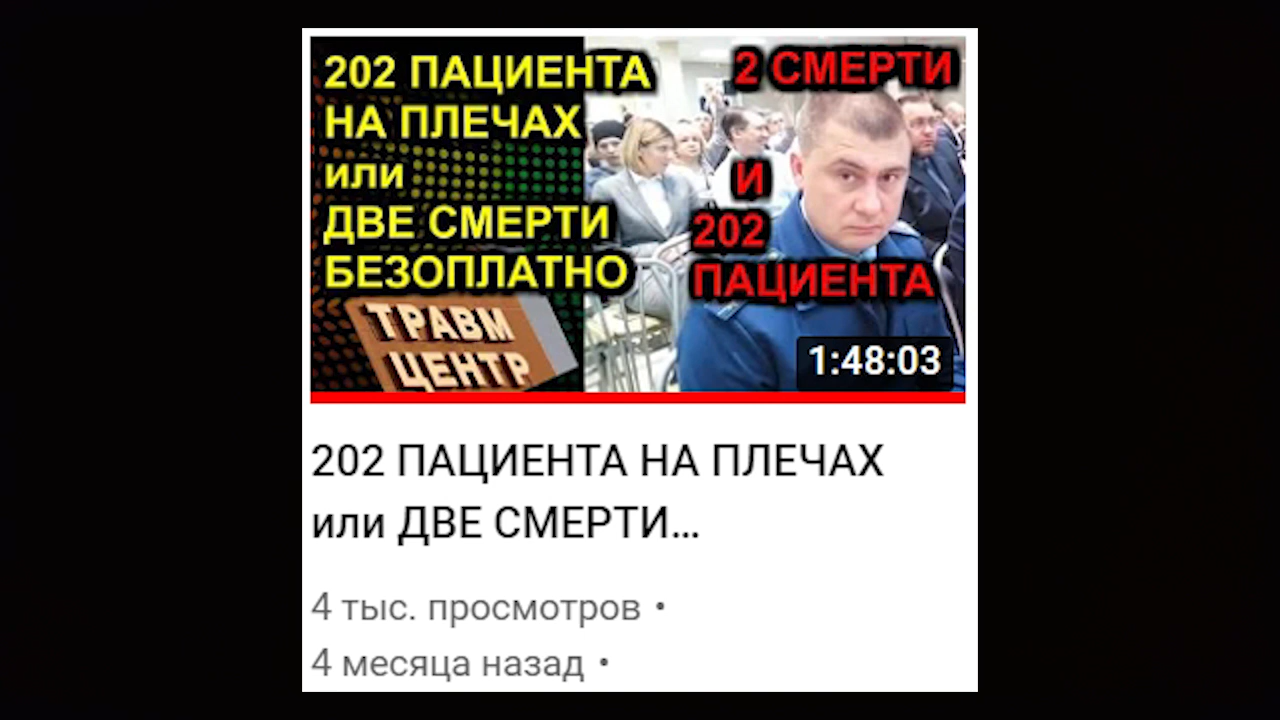 202 ПАЦИЕНТА
НА ПЛЕЧАХ
или
ДВЕ СМЕРТИ
БЕЗОПЛАТНО
ТРАВМ
ЦЕНТР
2 СМЕРТИ
И
202
ПАЦИЕНТА
1:48:03
202 ПАЦИЕНТА НА ПЛЕЧАХ
или ДВЕ СМЕРТИ...
4 тыс. просмотров •
4 месяца назад •